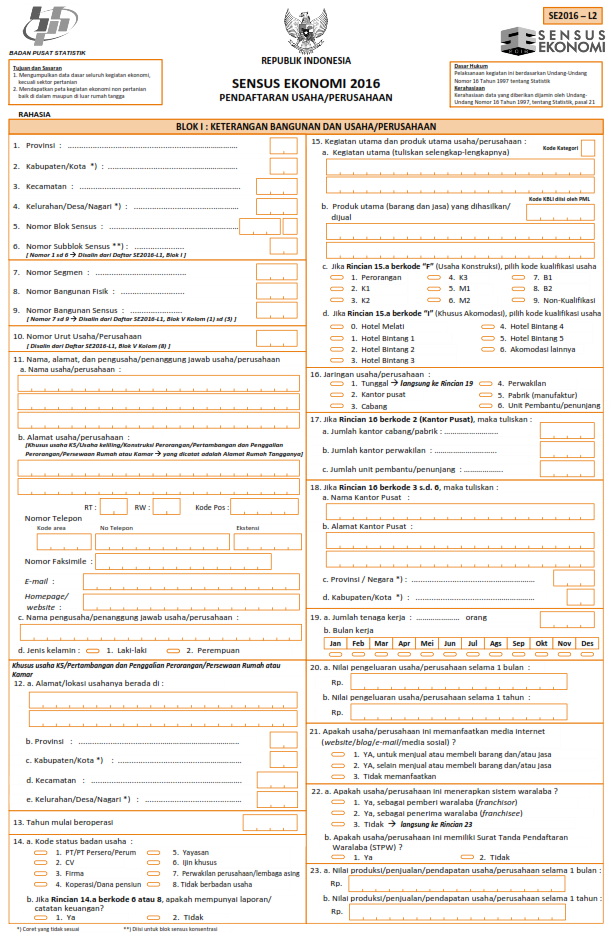 SE2016 – L2
BADAN PUSAT STATISTIK
REPUBLIK INDONESIA
SENSUS
EKONOMI
Tujuan dan Sasaran
1. Mengumpulkan data dasar seluruh kegiatan ekonomi,
kecuali sektor pertanian
2. Mendapatkan peta kegiatan ekonomi non pertanian
baik di dalam maupun di luar rumah tangga
SENSUS EKONOMI 2016
PENDAFTARAN USAHA/PERUSAHAAN
Dasar Hukum
Pelaksanaan kegiatan ini berdasarkan Undang-Undang
Nomor 16 Tahun 1997 tentang Statistik
Kerahasiaan
Kerahasiaan data yang diberikan dijamin oleh Undang-
Undang Nomor 16 Tahun 1997, tentang Statistik, pasal 21
RAHASIA
BLOK I : KETERANGAN BANGUNAN DAN USAHA/PERUSAHAAN
1. Provinsi :
2. Kabupaten/Kota *) :
3. Kecamatan :
4. Kelurahan/Desa/Nagari *) :
5. Nomor Blok Sensus :
6. Nomor Subblok Sensus **) :
[ Nomor 1 sd 6 → Disalin dari Daftar SE2016-L1, Blok I ]
7. Nomor Segmen :
8. Nomor Bangunan Fisik :
9. Nomor Bangunan Sensus :
[ Nomor 7 sd 9 → Disalin dari Daftar SE2016-L1, Blok V Kolom (1) sd (3) ]
10. Nomor Urut Usaha/Perusahaan
[ Disalin dari Daftar SE2016-L1, Blok V Kolom (8) ]
11. Nama, alamat, dan pengusaha/penanggung jawab usaha/perusahaan
a. Nama usaha/perusahaan :
b. Alamat usaha/perusahaan :
[Khusus usaha K5/Usaha keliling/Konstruksi Perorangan/Pertambangan dan Penggalian
Perorangan/Persewaan Rumah atau Kamar → yang dicatat adalah Alamat Rumah Tangganya]
RT : RW : Kode Pos :
Nomor Telepon
Kode area No Telepon Ekstensi
Nomor Faksimile :
E-mail :
Homepage/
website :
c. Nama pengusaha/penanggung jawab usaha/perusahaan :
d. Jenis kelamin : 1. Laki-laki 2. Perempuan
Khusus usaha K5/Pertambangan dan Penggalian Perorangan/Persewaan Rumah atau
Kamar
12. a. Alamat/lokasi usahanya berada di :
b. Provinsi :
c. Kabupaten/Kota *) :
d. Kecamatan :
e. Kelurahan/Desa/Nagari *) :
13. Tahun mulai beroperasi
14. a. Kode status badan usaha :
1. PT/PT Persero/Perum 5. Yayasan
2. CV 6. Ijin khusus
3. Firma 7. Perwakilan perusahaan/lembaga asing
4. Koperasi/Dana pensiun 8. Tidak berbadan usaha
b. Jika Rincian 14.a berkode 6 atau 8, apakah mempunyai laporan/
catatan keuangan?
1. Ya 2. Tidak
15. Kegiatan utama dan produk utama usaha/perusahaan :
a. Kegiatan utama (tuliskan selengkap-lengkapnya) Kode Kategori
Kode KBLI diisi oleh PML
b. Produk utama (barang dan jasa) yang dihasilkan/
dijual
c. Jika Rincian 15.a berkode “F” (Usaha Konstruksi), pilih kode kualifikasi usaha
1. Perorangan 4. K3 7. B1
2. K1 5. M1 8. B2
3. K2 6. M2 9. Non-Kualifikasi
d. Jika Rincian 15.a berkode “I” (Khusus Akomodasi), pilih kode kualifikasi usaha
0. Hotel Melati 4. Hotel Bintang 4
1. Hotel Bintang 1 5. Hotel Bintang 5
2. Hotel Bintang 2 6. Akomodasi lainnya
3. Hotel Bintang 3
16. Jaringan usaha/perusahaan :
1. Tunggal → langsung ke Rincian 19 4. Perwakilan
2. Kantor pusat 5. Pabrik (manufaktur)
3. Cabang 6. Unit Pembantu/penunjang
17. Jika Rincian 16 berkode 2 (Kantor Pusat), maka tuliskan :
a. Jumlah kantor cabang/pabrik :
b. Jumlah kantor perwakilan :
c. Jumlah unit pembantu/penunjang :
18. Jika Rincian 16 berkode 3 s.d. 6, maka tuliskan :
a. Nama Kantor Pusat :
b. Alamat Kantor Pusat :
c. Provinsi / Negara *) :
d. Kabupaten/Kota *) :
19. a. Jumlah tenaga kerja : orang
b. Bulan kerja
Jan Feb Mar Apr Mei Jun Jul Ags Sep Okt Nov Des
20. a. Nilai pengeluaran usaha/perusahaan selama 1 bulan :
Rp.
b. Nilai pengeluaran usaha/perusahaan selama 1 tahun :
Rp.
21. Apakah usaha/perusahaan ini memanfaatkan media internet
(website/blog/e-mail/media sosial) ?
1. YA, untuk menjual atau membeli barang dan/atau jasa
2. YA, selain menjual atau membeli barang dan/atau jasa
3. Tidak memanfaatkan
22. a. Apakah usaha/perusahaan ini menerapkan sistem waralaba ?
1. Ya, sebagai pemberi waralaba (franchisor)
2. Ya, sebagai penerima waralaba (franchisee)
3. Tidak → langsung ke Rincian 23
b. Apakah usaha/perusahaan ini memiliki Surat Tanda Pendaftaran
Waralaba (STPW) ?
1. Ya 2. Tidak
23. a. Nilai produksi/penjualan/pendapatan usaha/perusahaan selama 1 bulan :
Rp.
b. Nilai produksi/penjualan/pendapatan usaha/perusahaan selama 1 tahun :
Rp.
*) Coret yang tidak sesuai **) Diisi untuk blok sensus konsentrasi